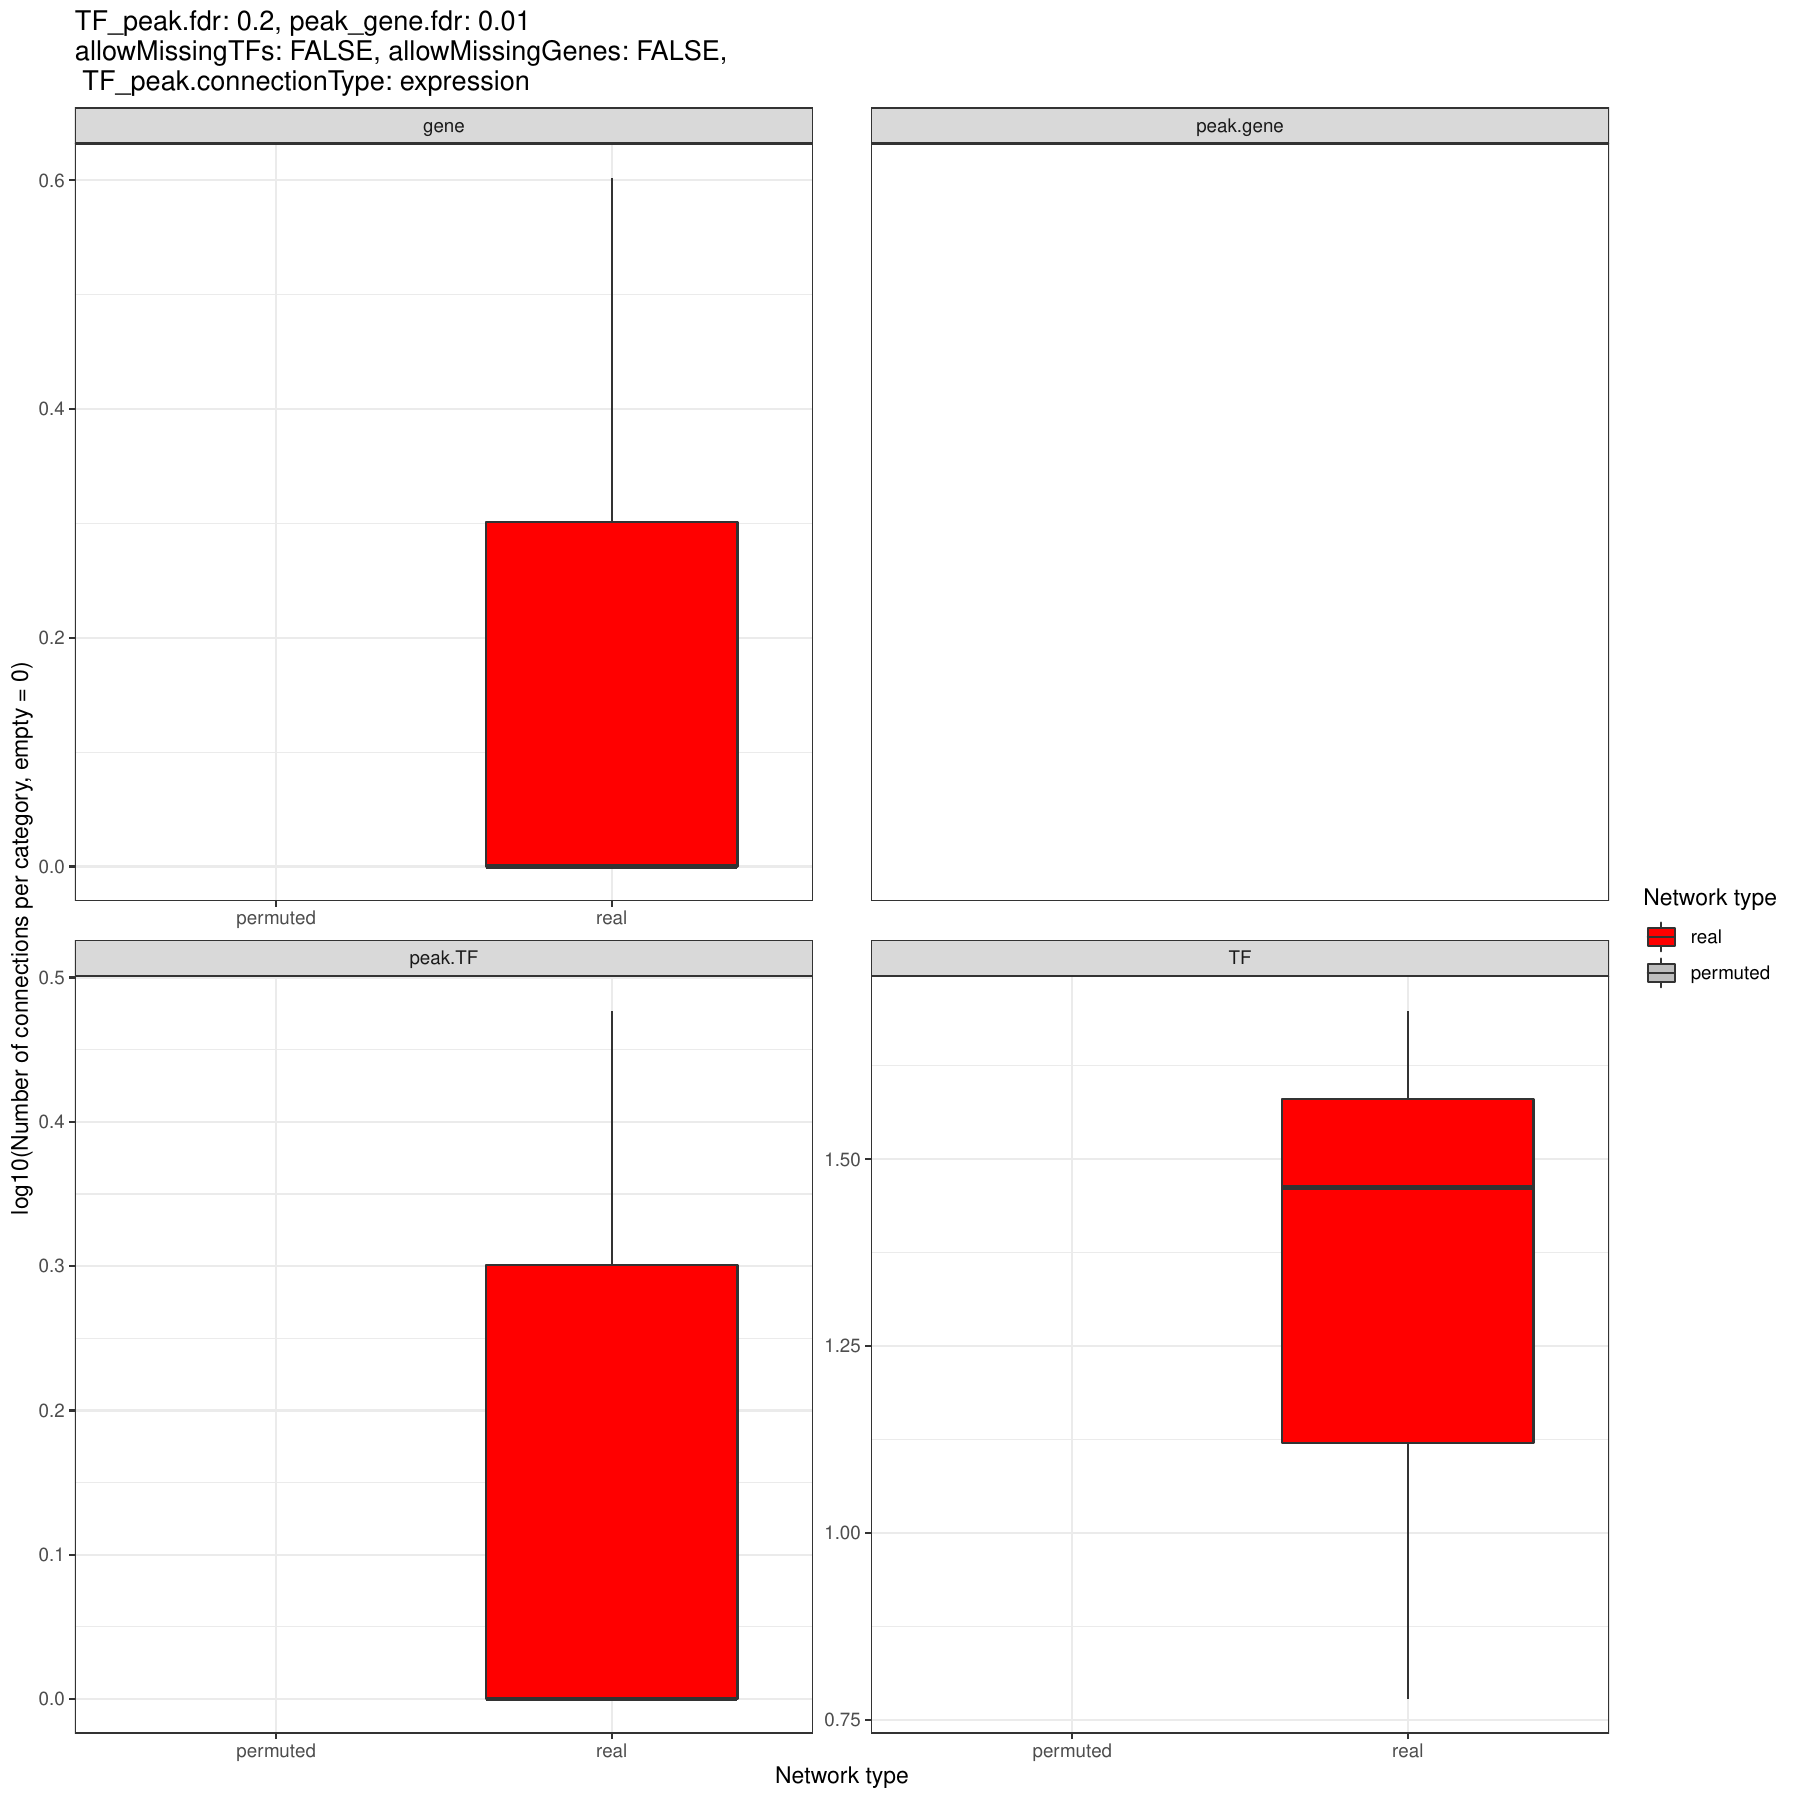 TF_peak.fdr: 0.2, peak_gene.fdr: 0.01
allowMissingTFs: FALSE, allowMissingGenes: FALSE,
TF_peak.connectionType: expression
gene
peak.gene
0.6
0.4
0.2
0.0
permuted
real
log10(Number of connections per category, empty = 0)
peak.TF
TF
0.5
0.4
0.3
0.2
0.1
0.0
1.50
1.25
1.00
0.75
permuted
real
permuted
real
Network type
Network type
real
permuted